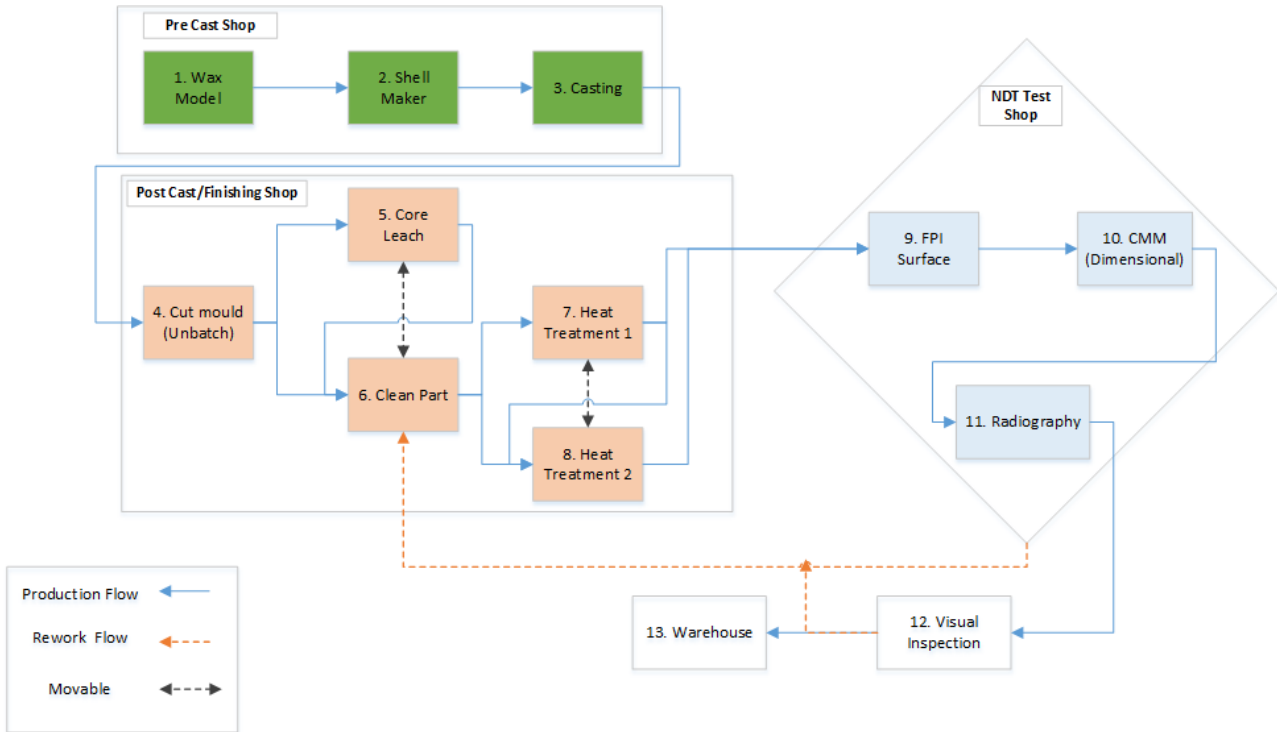 Pre Cast Shop
1. Wax
Model
2. Shell
Maker
3. Casting
NDT Test
Shop
Post Cast/Finishing Shop
5. Core
Leach
9. FPI
Surface
10. CMM
(Dimensional)
4. Cut mould
(Unbatch)
7. Heat
Treatment 1
6. Clean Part
11. Radiography
8. Heat
Treatment 2
Production Flow
Rework Flow
Movable
13. Warehouse
12. Visual
Inspection